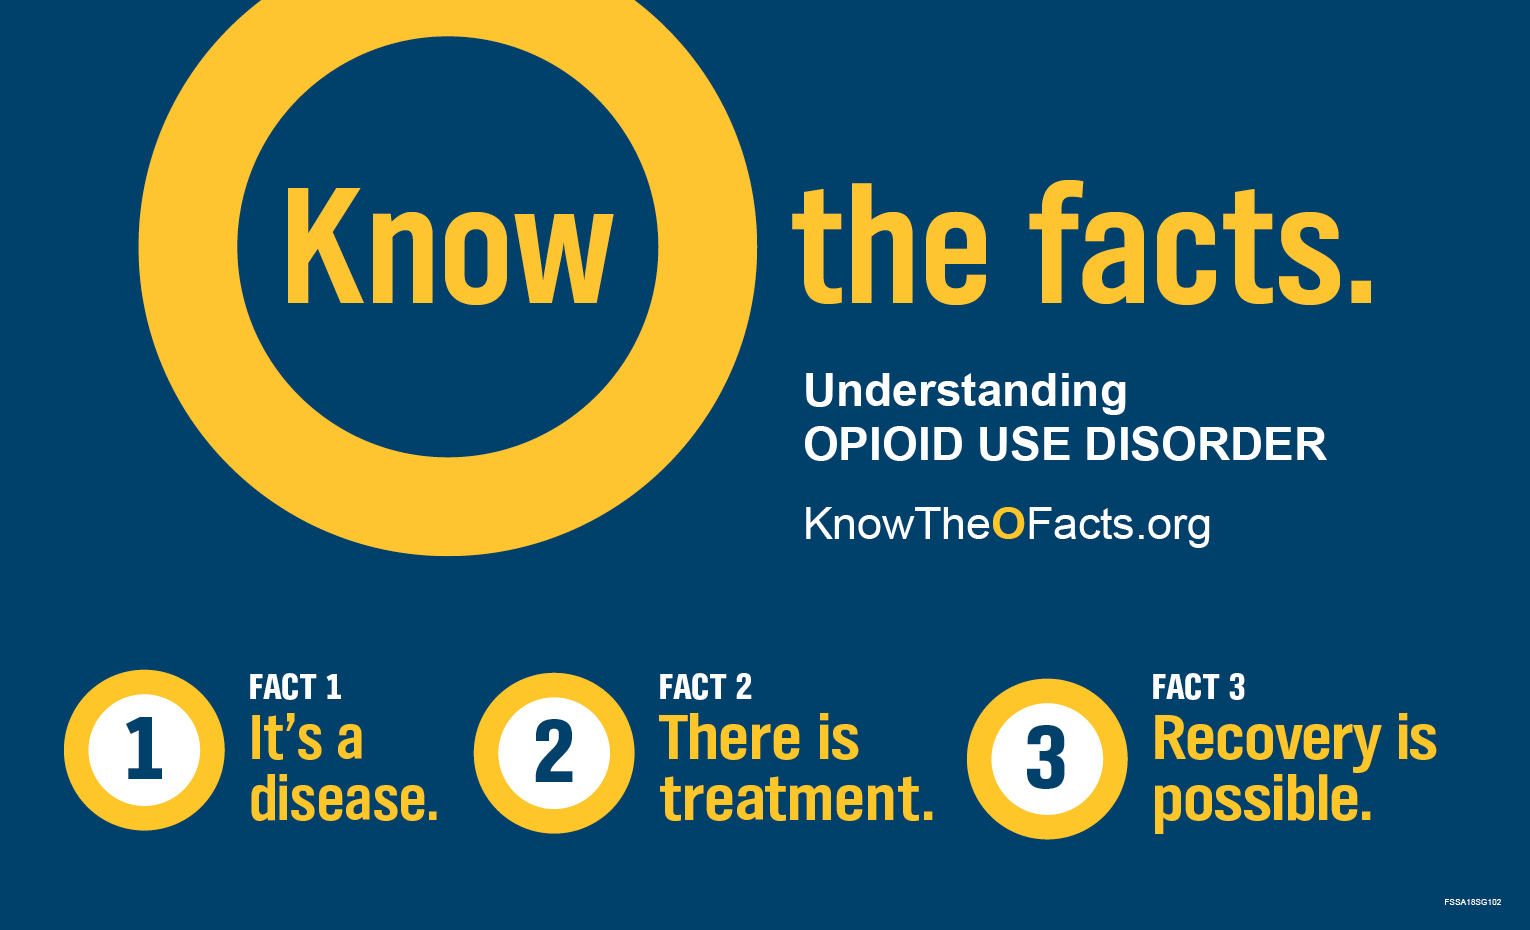 Know the facts.
Understanding
OPIOID USE DISORDER
KnowTheOFacts.org
1
FACT 1
It’s a
disease.
2
FACT 2
There is
treatment.
3
FACT 3
Recovery is
possible.
FSSA18SG102